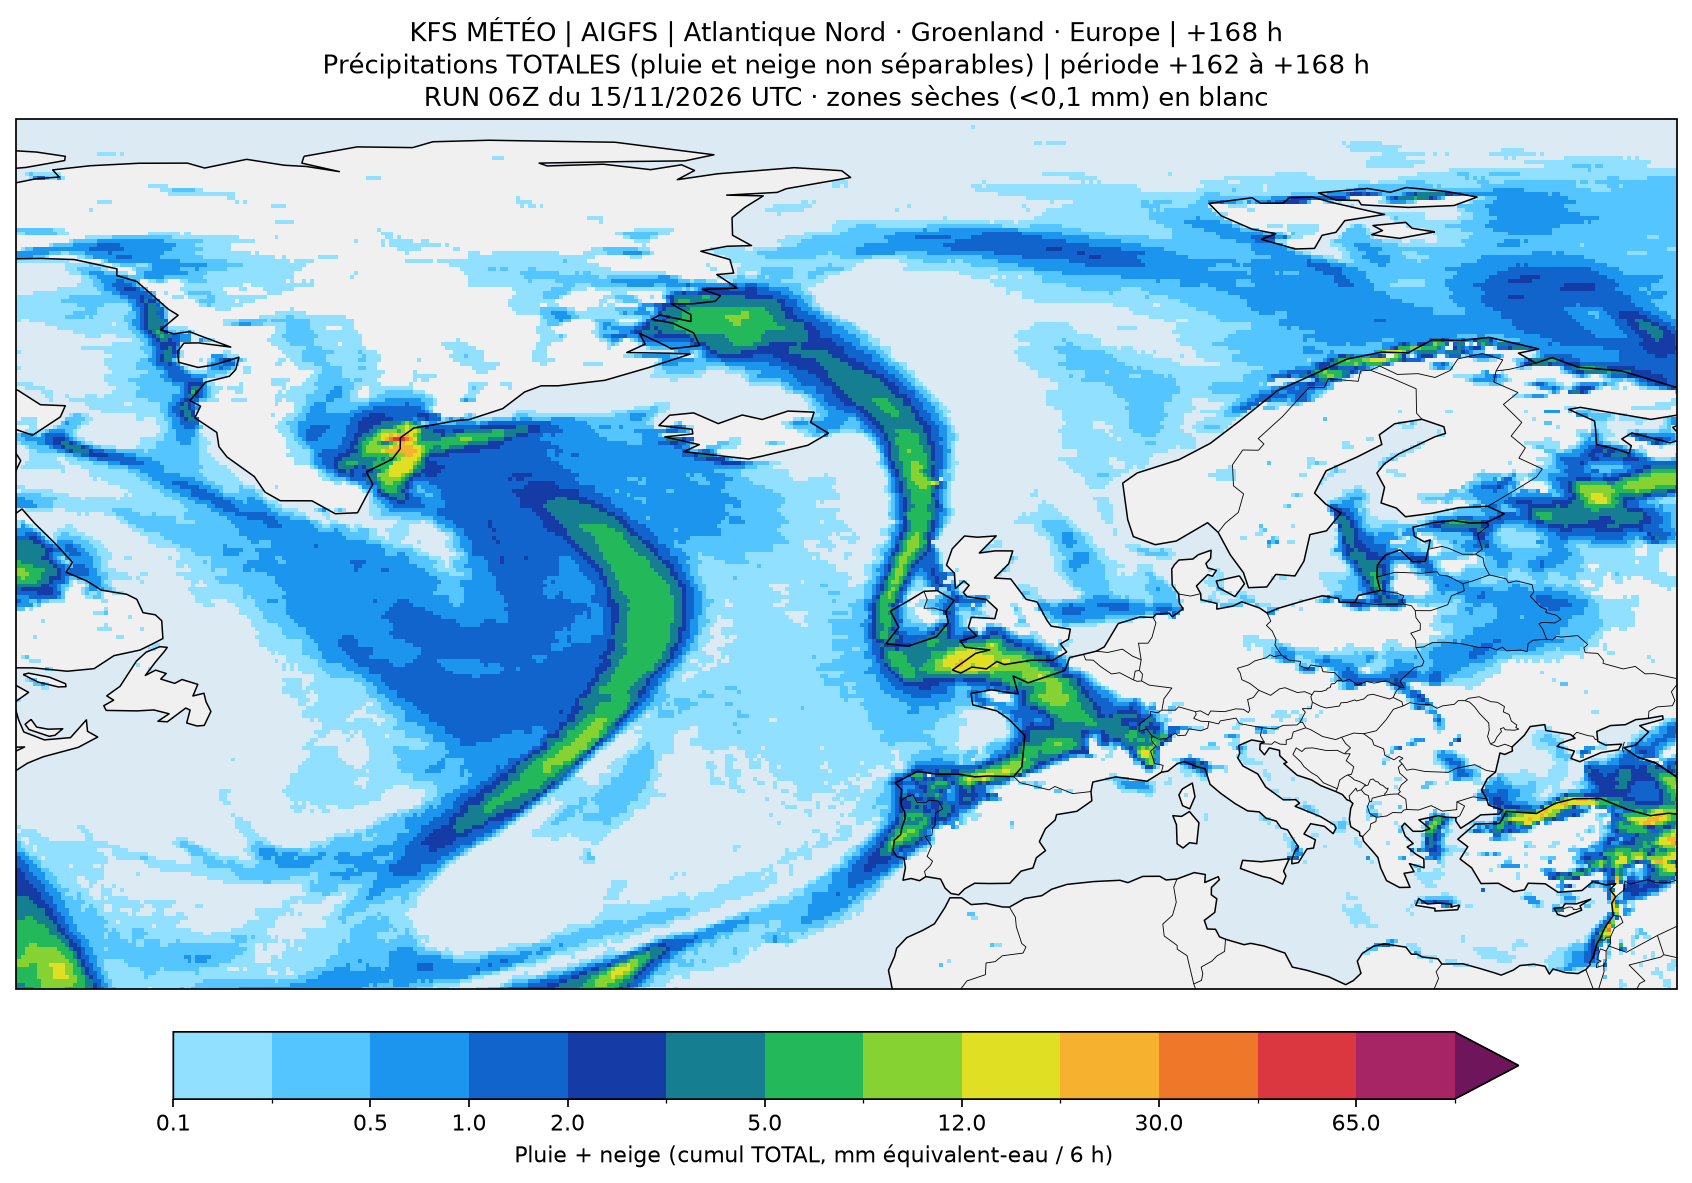 KFS MÉTÉO | AIGFS | Atlantique Nord · Groenland · Europe | +168 h
Précipitations TOTALES (pluie et neige non séparables) | période +162 à +168 h
RUN 06Z du 15/11/2026 UTC · zones sèches (<0,1 mm) en blanc
0.1 0.5 1.0 2.0 5.0 12.0 30.0 65.0
Pluie + neige (cumul TOTAL, mm équivalent-eau / 6 h)